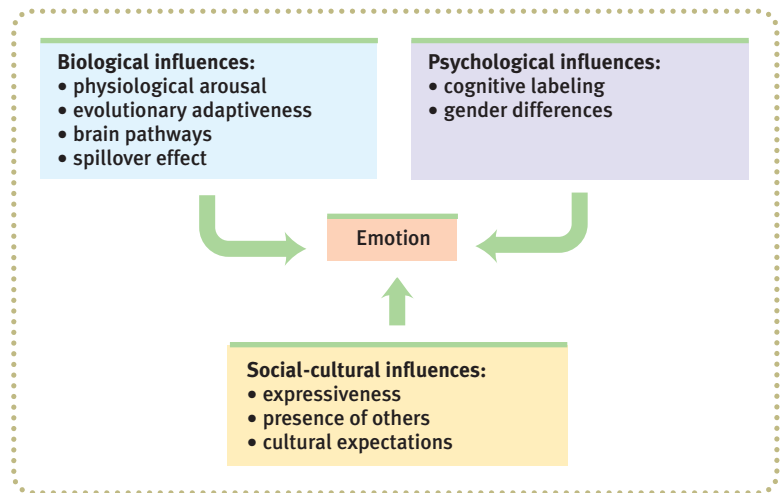 Biological influences:
• physiological arousal
• evolutionary adaptiveness
• brain pathways
• spillover effect
Psychological influences:
• cognitive labeling
• gender differences
Emotion
Social-cultural influences:
• expressiveness
• presence of others
• cultural expectations